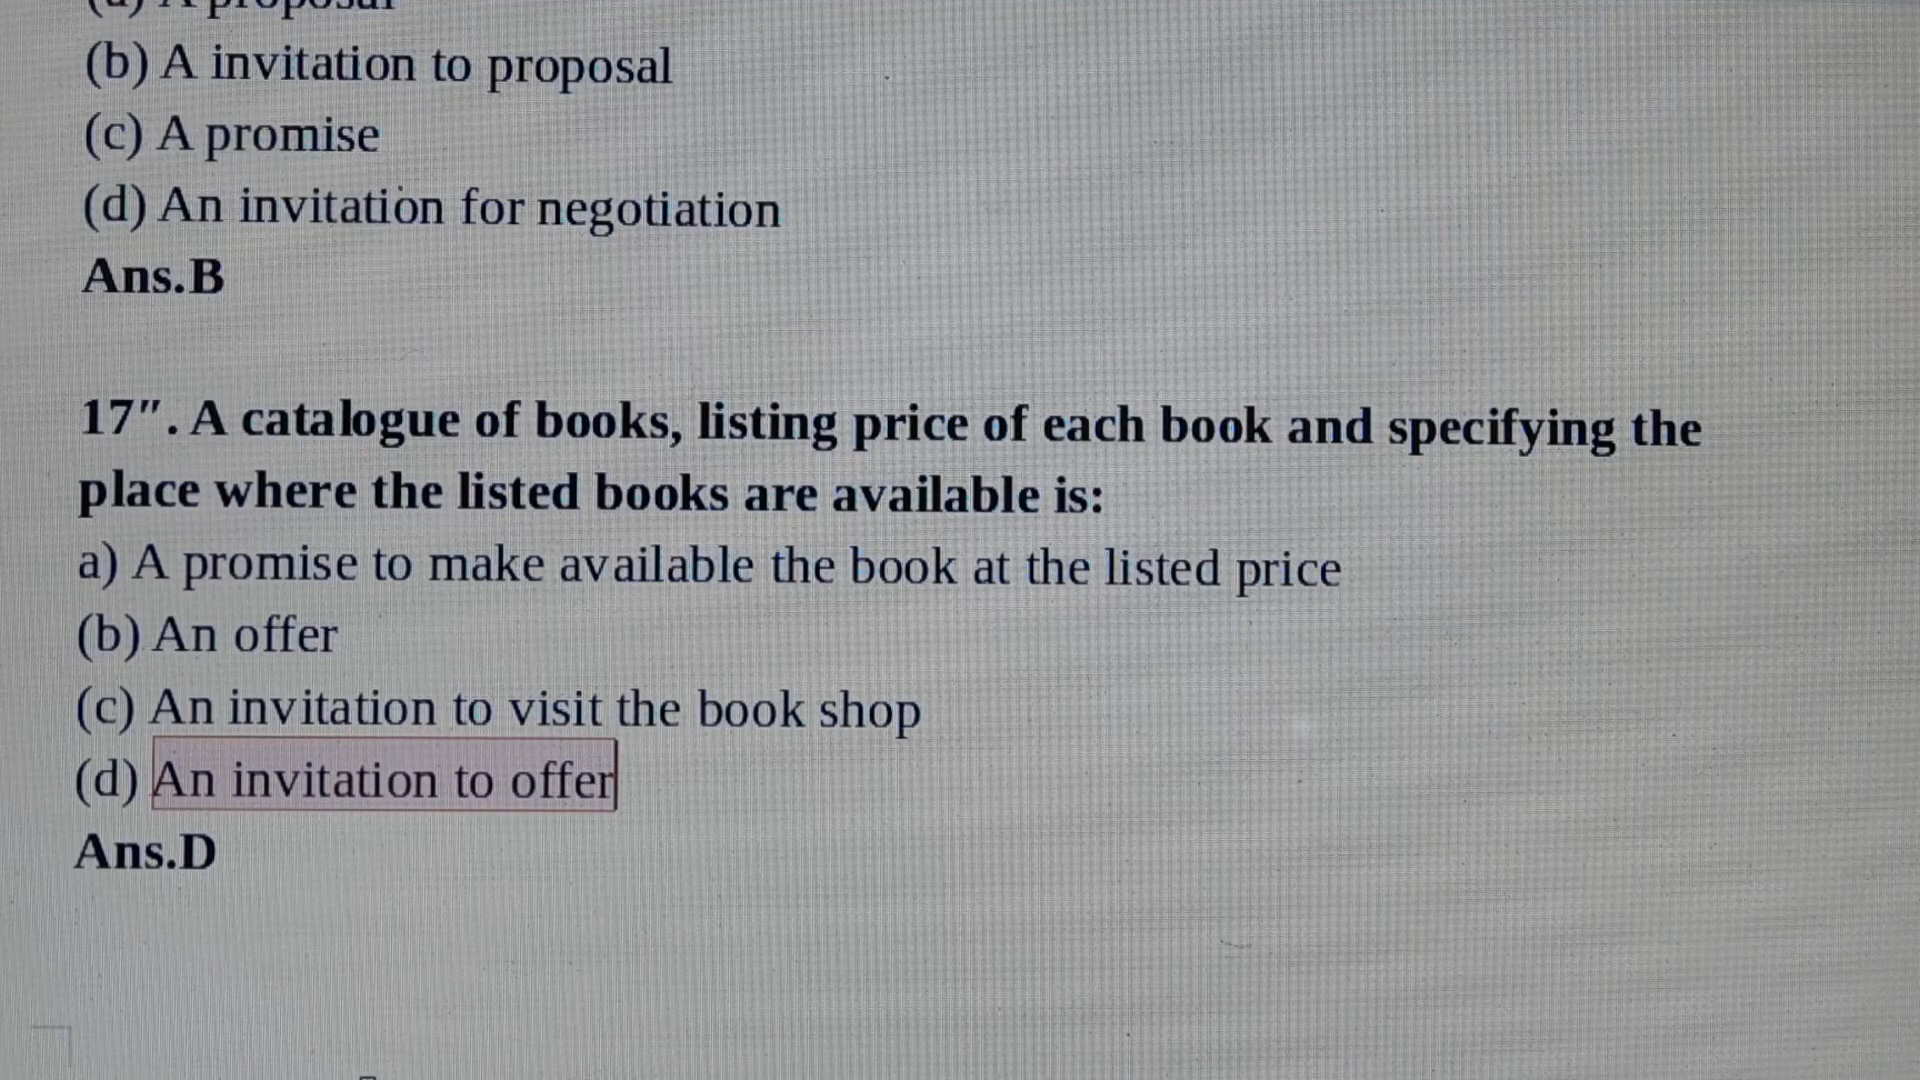 (a) A proposal
(b) A invitation to proposal
(c) A promise
(d) An invitation for negotiation
Ans.B
17″. A catalogue of books, listing price of each book and specifying the
place where the listed books are available is:
a) A promise to make available the book at the listed price
(b) An offer
(c) An invitation to visit the book shop
(d) An invitation to offer
Ans.D